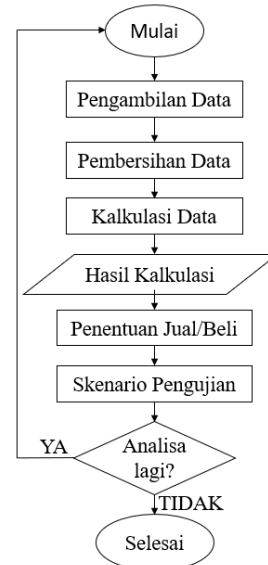 Mulai
Pengambilan Data
Pembersihan Data
Kalkulasi Data
Hasil Kalkulasi
Penentuan Jual/Beli
Skenario Pengujian
YA
Analisa
lagi?
TIDAK
Selesai